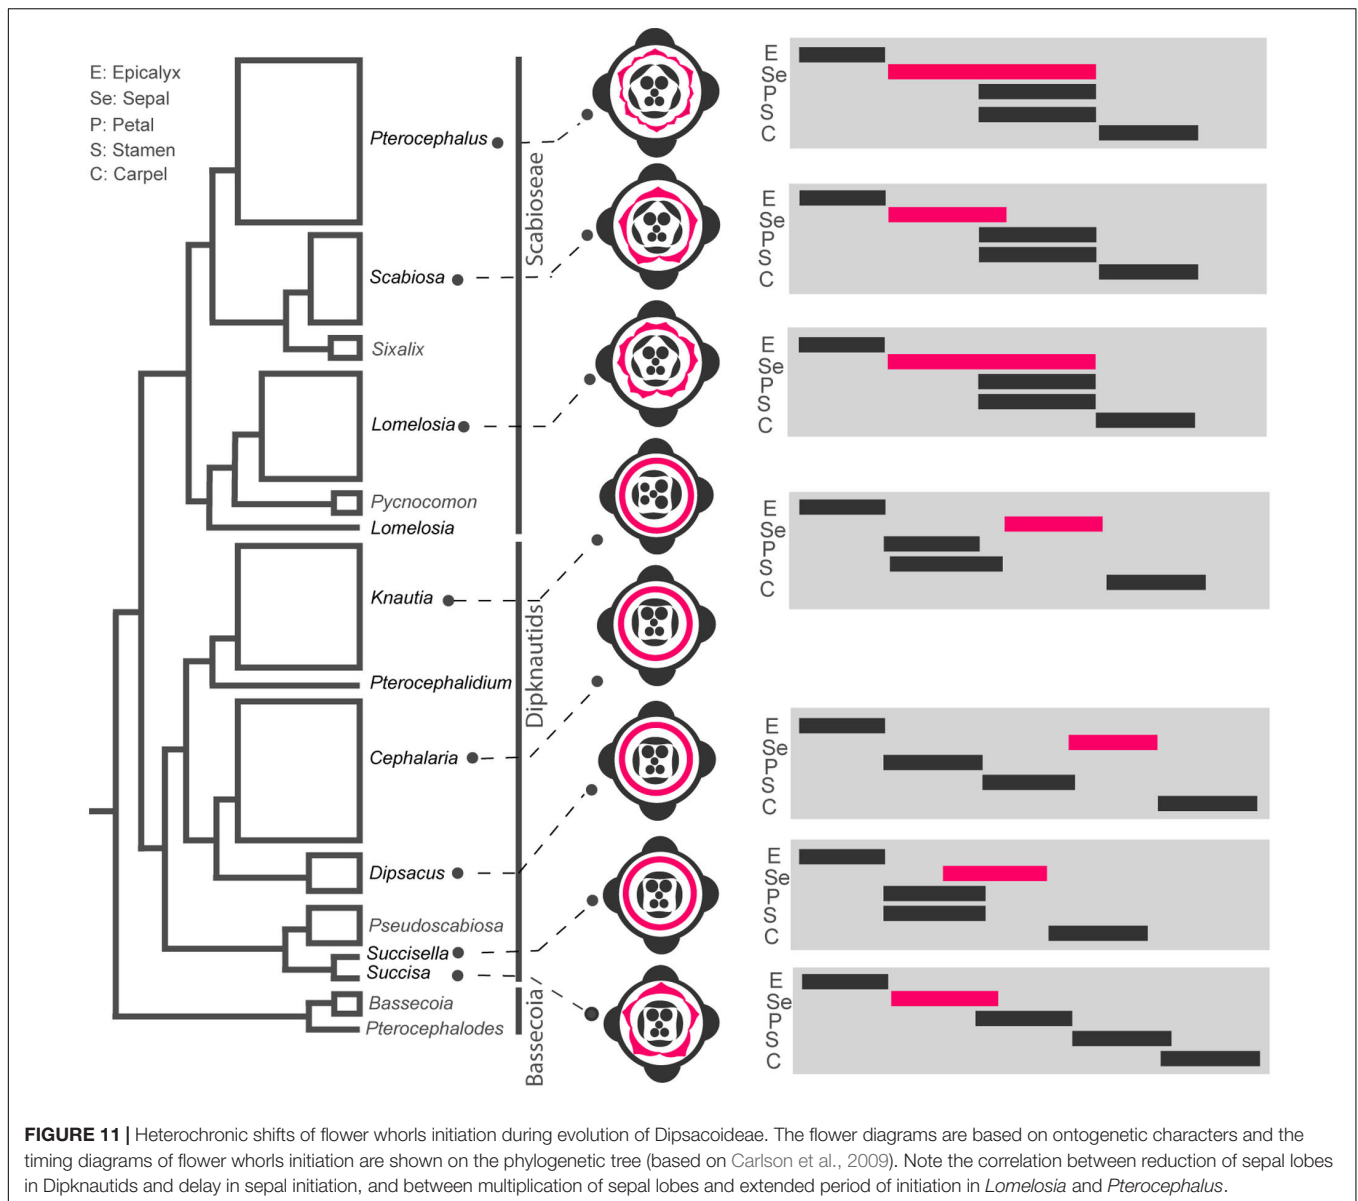 E: Epicalyx
Se: Sepal
P: Petal
S: Stamen
C: Carpel
Pterocephalus
Scabiosa
Sixalix
Lomelosia
Pycnocomon
Lomelosia
Knautia
Pterocephalidium
Cephalaria
Dipsacus
Pseudoscabiosa
Succisella
Succisa
Bassecoia
Pterocephalodes
Scabioseae
Dipknautids
Bassecoia
E
Se
P
S
C
E
Se
P
S
C
E
Se
P
S
C
E
Se
P
S
C
E
Se
P
S
C
E
Se
P
S
C
E
Se
P
S
C
FIGURE 11 | Heterochronic shifts of flower whorls initiation during evolution of Dipsacoideae. The flower diagrams are based on ontogenetic characters and the
timing diagrams of flower whorls initiation are shown on the phylogenetic tree (based on Carlson et al., 2009). Note the correlation between reduction of sepal lobes
in Dipknautids and delay in sepal initiation, and between multiplication of sepal lobes and extended period of initiation in Lomelosia and Pterocephalus.